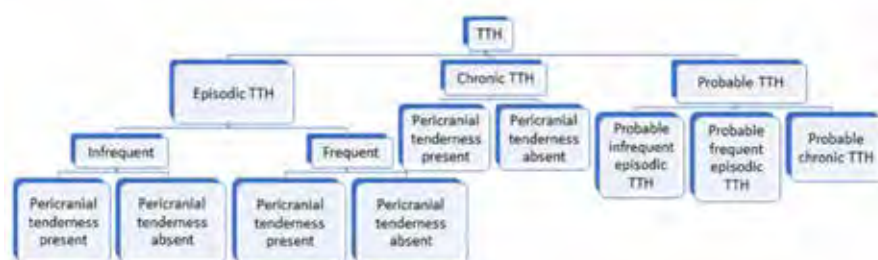 TTH
Episodic TTH
Chronic TTH
Probable TTH
Infrequent
Frequent
Pericranial
tenderness
present
Pericranial
tenderness
absent
Probable
infrequent
episodic
TTH
Probable
frequent
episodic
TTH
Probable
chronic TTH
Pericranial
tenderness
present
Pericranial
tenderness
absent
Pericranial
tenderness
present
Pericranial
tenderness
absent